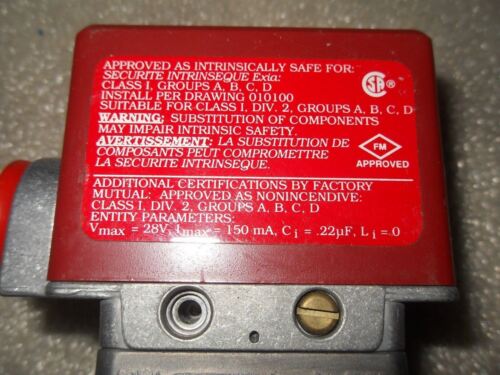 APPROVED AS INTRINSICALLY SAFE FOR:
SECURITE INTRINSEQUE Exia:
CLASS I, GROUPS A, B, C, D
INSTALL PER DRAWING 010100
SUITABLE FOR CLASS I, DIV. 2, GROUPS A, B, C, D
WARNING: SUBSTITUTION OF COMPONENTS
MAY IMPAIR INTRINSIC SAFETY.
AVERTISSEMENT: LA SUBSTITUTION DE
COMPOSANTS PEUT COMPROMETTRE
LA SECURITE INTRINSEQUE.
SA ®
FM
APPROVED
ADDITIONAL CERTIFICATIONS BY FACTORY
MUTUAL: APPROVED AS NONINCENDIVE:
CLASS I, DIV. 2, GROUPS A, B, C, D
ENTITY PARAMETERS:
Vmax = 28V, Imax = 150 mA, Ci = .22µF, Li = 0